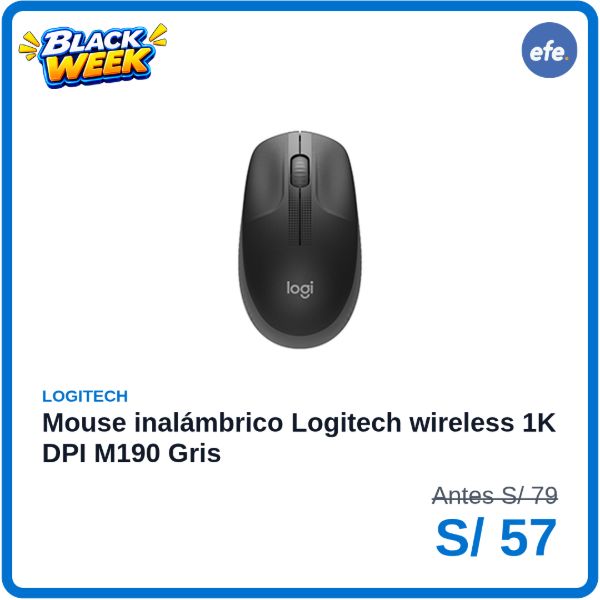 BLACK
WEEK
efe.
logi
LOGITECH
Mouse inalámbrico Logitech wireless 1K
DPI M190 Gris
Antes S/ 79
S/ 57